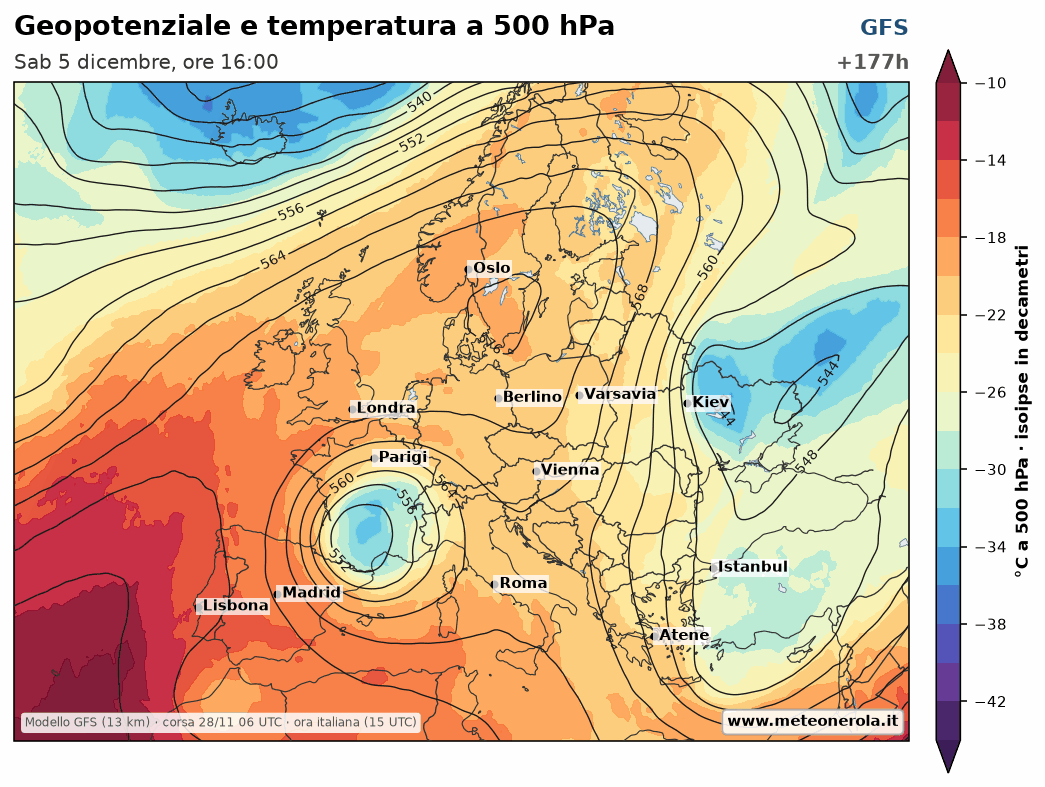 Geopotenziale e temperatura a 500 hPa
GFS
Sab 5 dicembre, ore 16:00
+177h
540
552
556
564
560
568
576
Oslo
Berlino
Varsavia
Kiev
544
544
548
Londra
Parigi
Vienna
560
556
564
552
Istanbul
Roma
Madrid
Lisbona
Atene
Modello GFS (13 km) · corsa 28/11 06 UTC · ora italiana (15 UTC)
www.meteonerola.it
−10
−14
−18
−22
−26
−30
−34
−38
−42
°C a 500 hPa · isoipse in decametri